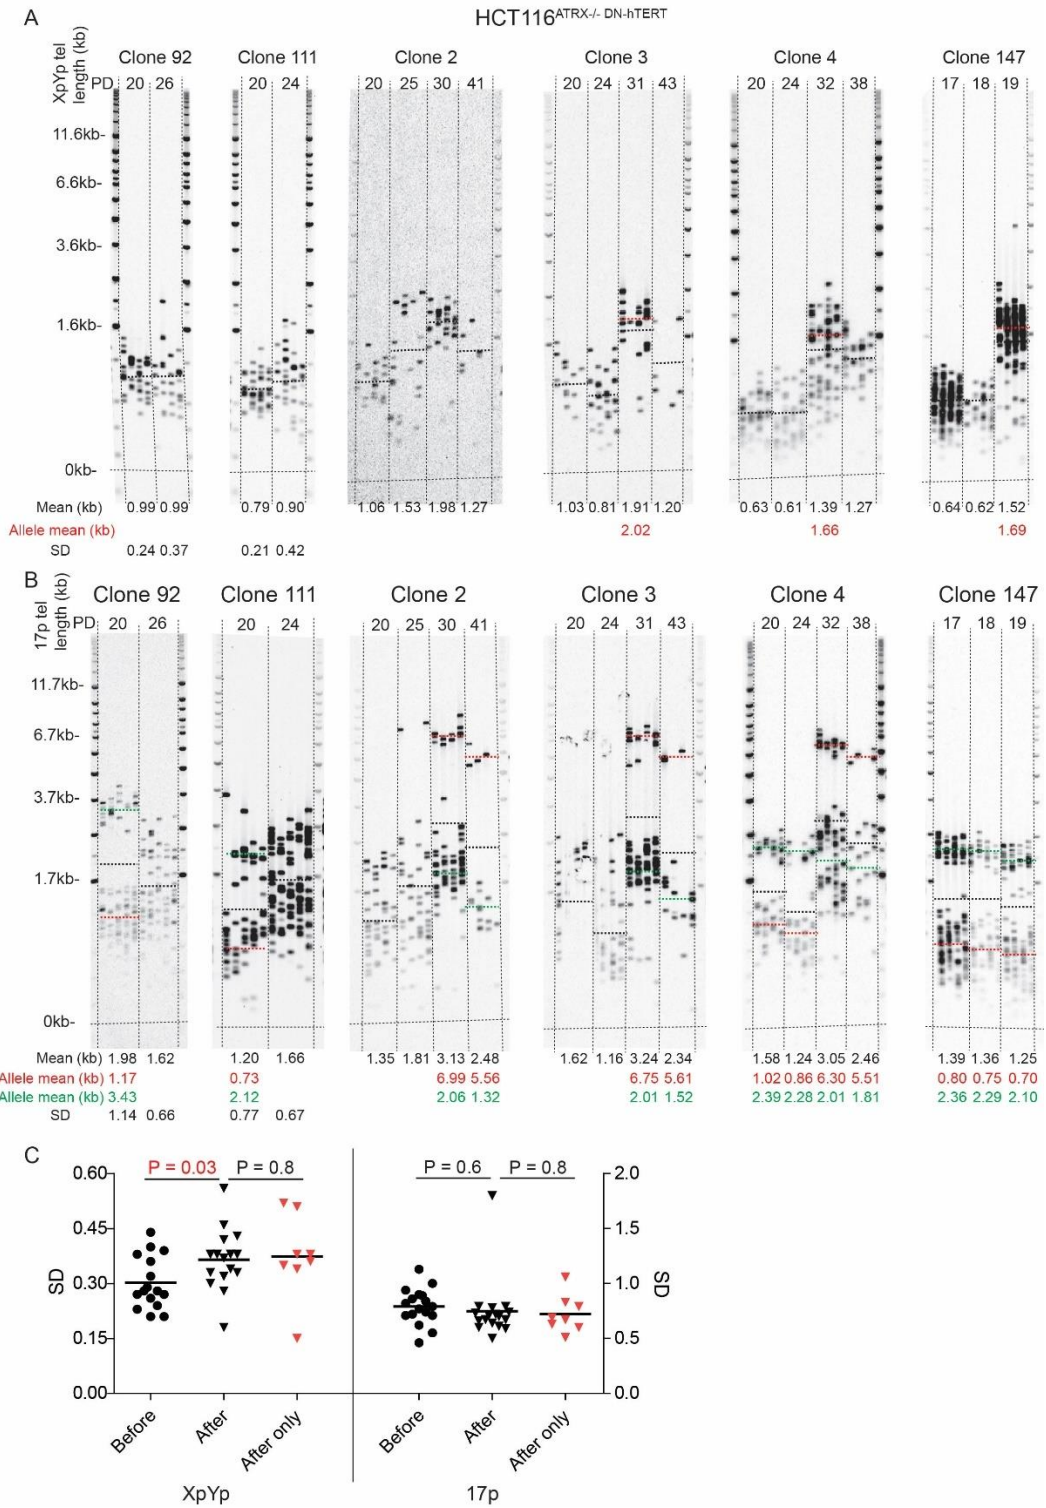 A
HCT116ATRX-/- DN-hTERT
XpYp tel length (kb)
Clone 92 Clone 111 Clone 2 Clone 3 Clone 4 Clone 147
PD 20 26 20 24 20 25 30 41 20 24 31 43 20 24 32 38 17 18 19
11.6kb-
6.6kb-
3.6kb-
1.6kb-
0kb-
Mean (kb) 0.99 0.99 0.79 0.90 1.06 1.53 1.98 1.27 1.03 0.81 1.91 1.20 0.63 0.61 1.39 1.27 0.64 0.62 1.52
Allele mean (kb) 2.02 1.66 1.69
SD 0.24 0.37 0.21 0.42
B
17p tel length (kb)
Clone 92 Clone 111 Clone 2 Clone 3 Clone 4 Clone 147
PD 20 26 20 24 20 25 30 41 20 24 31 43 20 24 32 38 17 18 19
11.7kb-
6.7kb-
3.7kb-
1.7kb-
0kb-
Mean (kb) 1.98 1.62 1.20 1.66 1.35 1.81 3.13 2.48 1.62 1.16 3.24 2.34 1.58 1.24 3.05 2.46 1.39 1.36 1.25
Allele mean (kb) 1.17 0.73 6.99 5.56 6.75 5.61 1.02 0.86 6.30 5.51 0.80 0.75 0.70
Allele mean (kb) 3.43 2.12 2.06 1.32 2.01 1.52 2.39 2.28 2.01 1.81 2.36 2.29 2.10
SD 1.14 0.66 0.77 0.67
C
P = 0.03 P = 0.8 P = 0.6 P = 0.8
0.60 2.0
0.45 1.5
SD 0.30 1.0 SD
0.15 0.5
0.00 0.0
Before After After only Before After After only
XpYp 17p